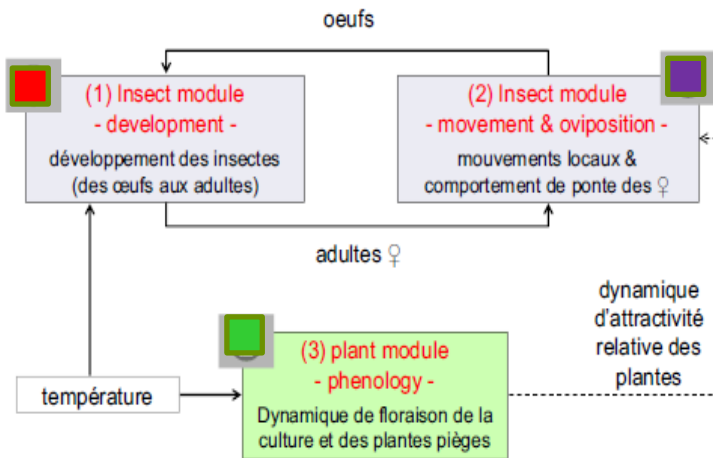 oeufs
(1) Insect module
- development -
développement des insectes
(des œufs aux adultes)
(2) Insect module
- movement & oviposition -
mouvements locaux &
comportement de ponte des ♀
adultes ♀
dynamique
d'attractivité
relative des
plantes
température
(3) plant module
- phenology -
Dynamique de floraison de la
culture et des plantes pièges